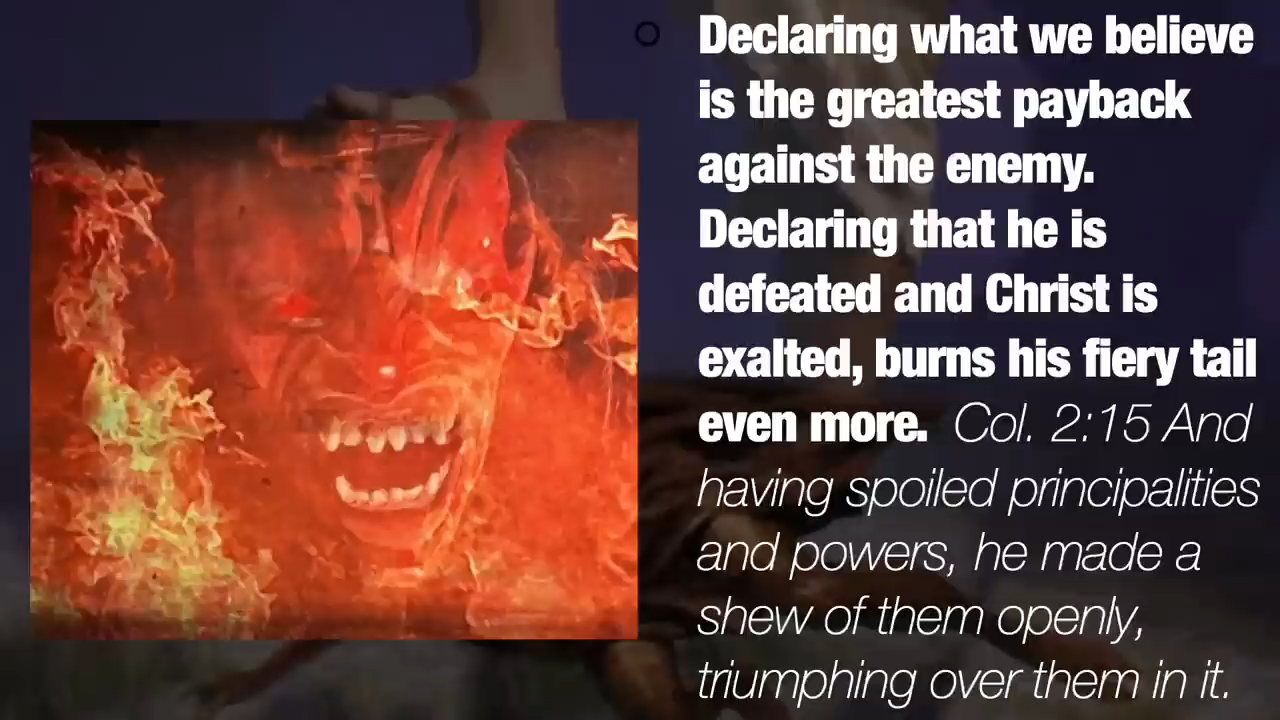 Declaring what we believe
is the greatest payback
against the enemy.
Declaring that he is
defeated and Christ is
exalted, burns his fiery tail
even more. Col. 2:15 And
having spoiled principalities
and powers, he made a
shew of them openly,
triumphing over them in it.